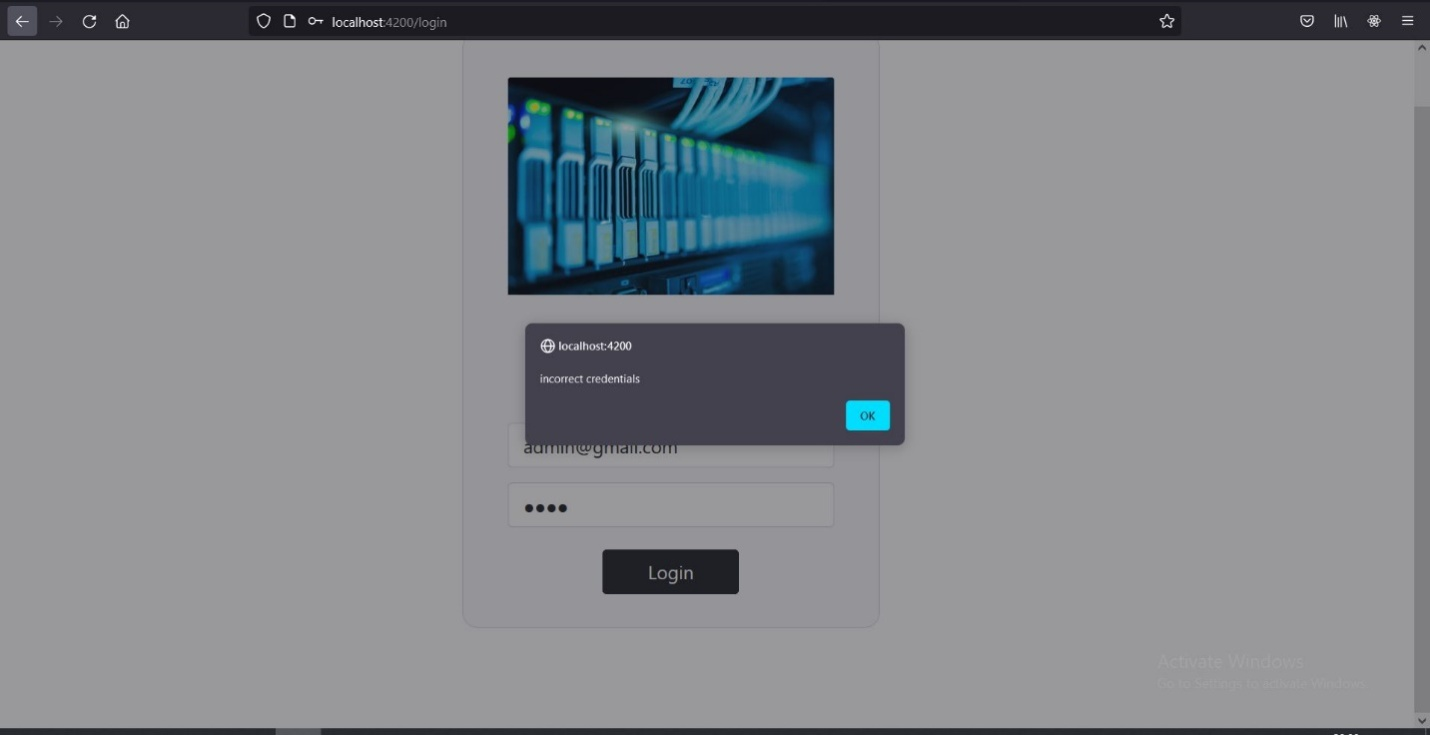 localhost:4200/login
localhost:4200
incorrect credentials
OK
admin@gmail.com
••••
Login
Activate Windows
Go to Settings to activate Windows.